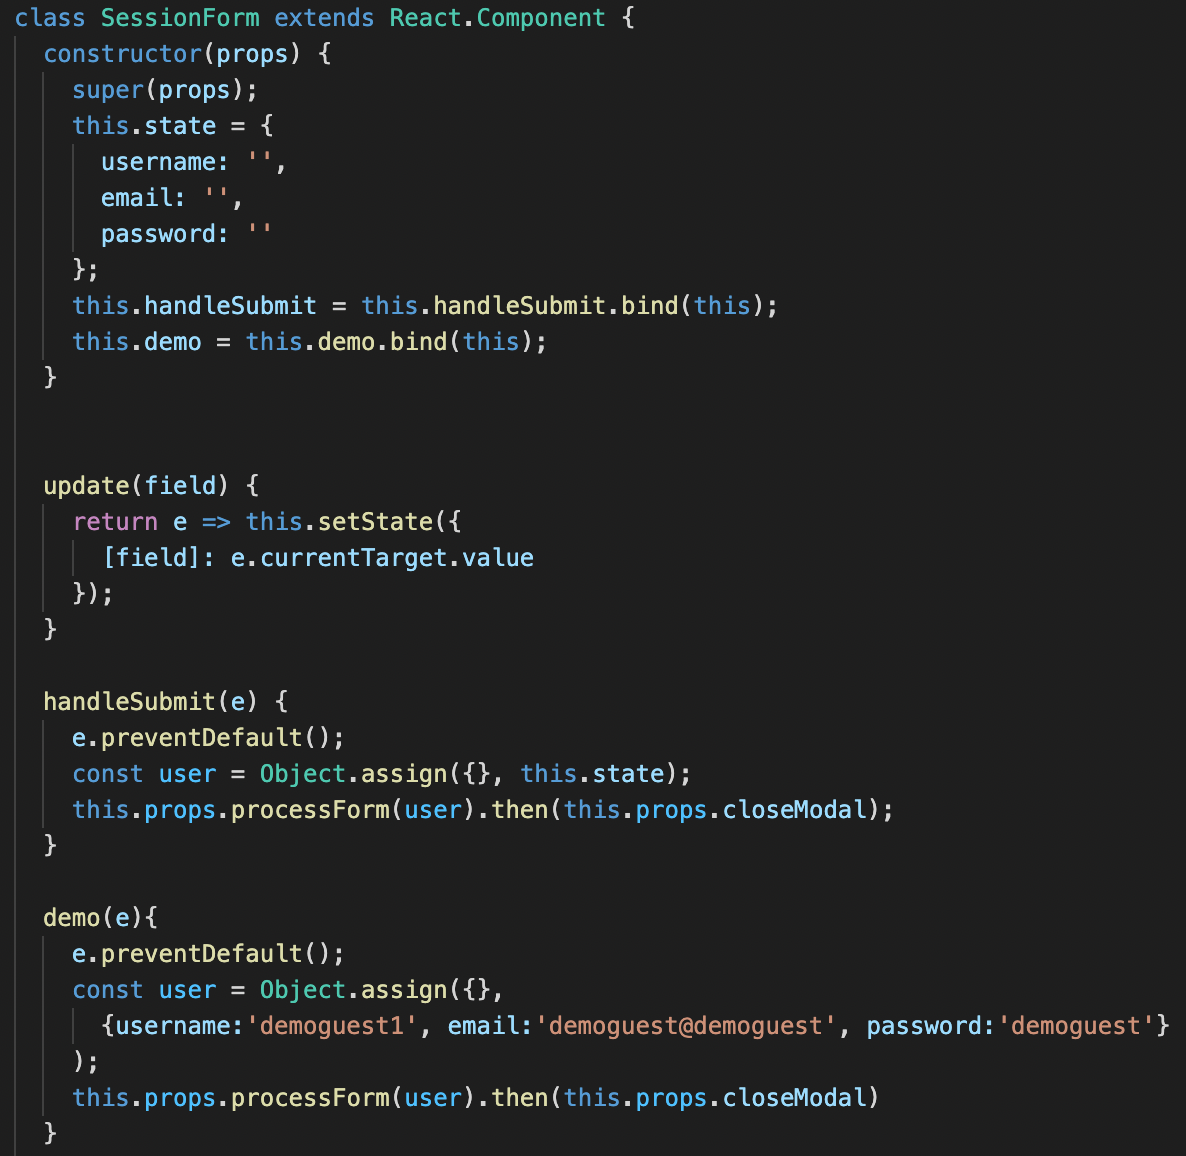 class SessionForm extends React.Component {
  constructor(props) {
    super(props);
    this.state = {
      username: '',
      email: '',
      password: ''
    };
    this.handleSubmit = this.handleSubmit.bind(this);
    this.demo = this.demo.bind(this);
  }

  update(field) {
    return e => this.setState({
      [field]: e.currentTarget.value
    });
  }

  handleSubmit(e) {
    e.preventDefault();
    const user = Object.assign({}, this.state);
    this.props.processForm(user).then(this.props.closeModal);
  }

  demo(e){
    e.preventDefault();
    const user = Object.assign({},
      {username:'demoguest1', email:'demoguest@demoguest', password:'demoguest'}
    );
    this.props.processForm(user).then(this.props.closeModal)
  }